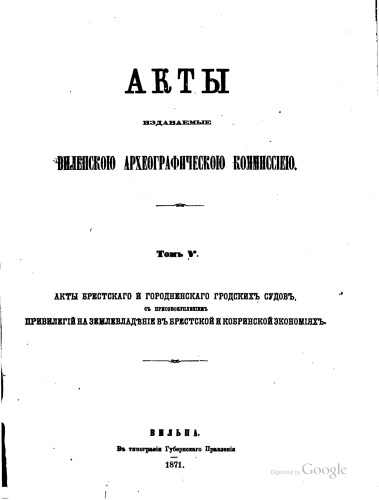 АКТЫ
ИЗДАВАЕМЫЕ
ВИЛЕНСКОЮ АРХЕОГРАФИЧЕСКОЮ КОММИССІЕЮ.
Томъ V.
АКТЫ БРЕСТСКАГО И ГОРОДНЕНСКАГО ГРОДСКИХЪ СУДОВЪ,
СЪ ПРИСОВОКУПЛЕНІЕМЪ
ПРИВИЛЕГІЙ НА ЗЕМЛЕВЛАДѢНІЕ ВЪ БРЕСТСКОЙ И КОБРИНСКОЙ ЭКОНОМІЯХЪ.
ВИЛЬНА.
Въ типографіи Губернскаго Правленія
1871.
Digitized by Google